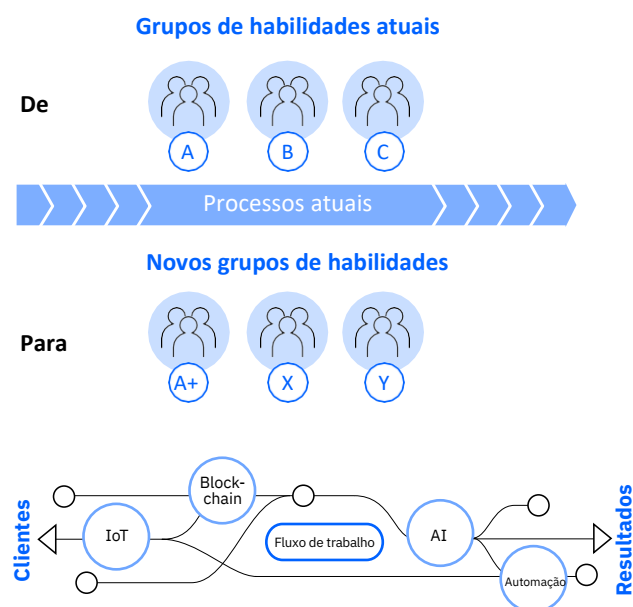 Grupos de habilidades atuais
De
A
B
C
Processos atuais
Novos grupos de habilidades
Para
A+
X
Y
Clientes
IoT
Block-
chain
Fluxo de trabalho
AI
Automação
Resultados